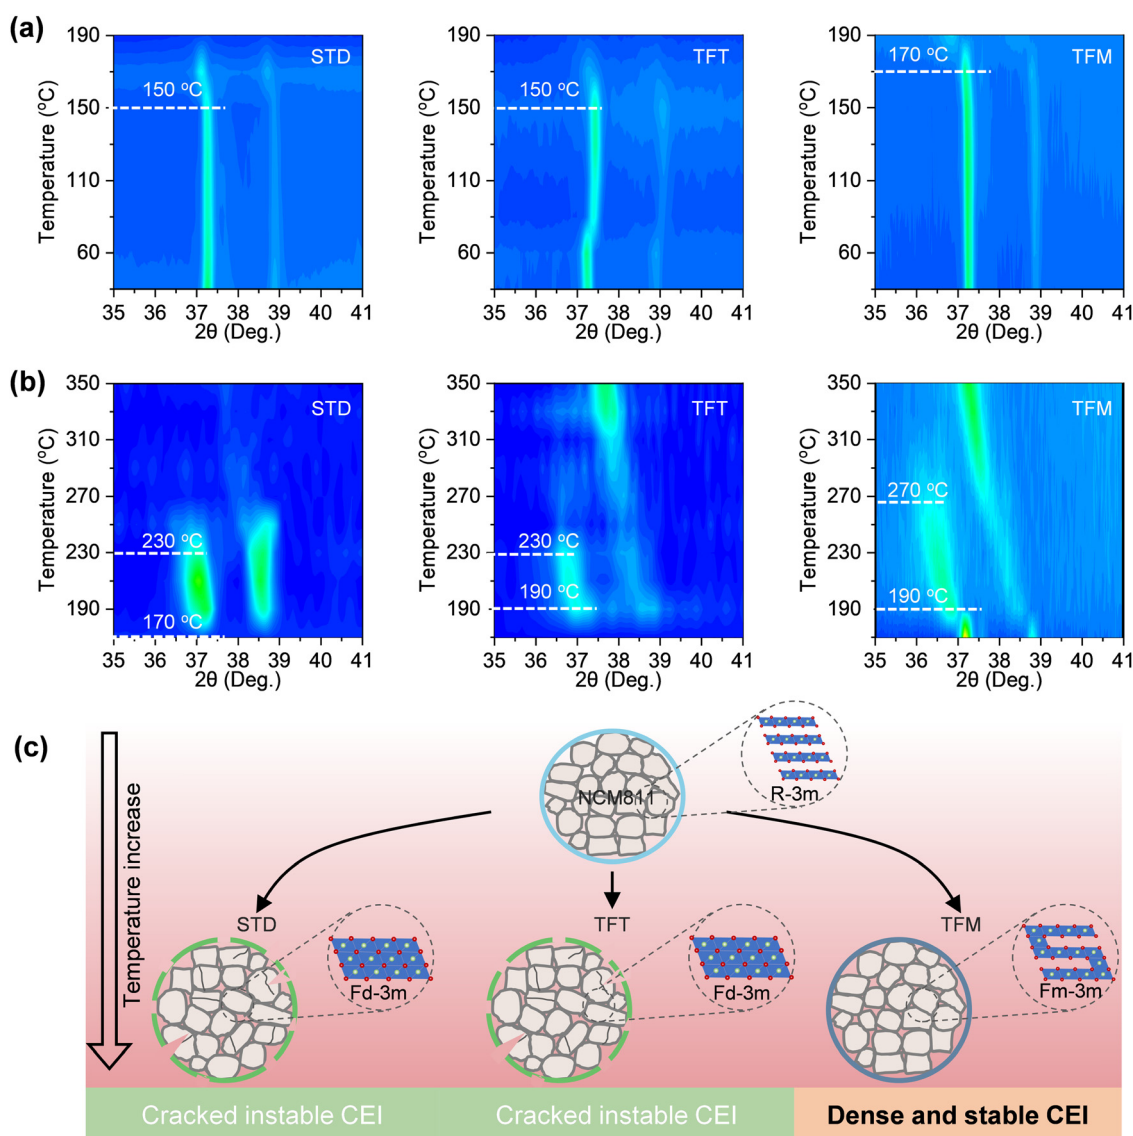 (a)
STD
TFT
TFM
150 °C
150 °C
170 °C
Temperature (°C)
190
150
110
60
35 36 37 38 39 40 41
2θ (Deg.)
Temperature (°C)
190
150
110
60
35 36 37 38 39 40 41
2θ (Deg.)
Temperature (°C)
190
150
110
60
35 36 37 38 39 40 41
2θ (Deg.)
(b)
STD
TFT
TFM
230 °C
170 °C
230 °C
190 °C
270 °C
190 °C
Temperature (°C)
350
310
270
230
190
35 36 37 38 39 40 41
2θ (Deg.)
Temperature (°C)
350
310
270
230
190
35 36 37 38 39 40 41
2θ (Deg.)
Temperature (°C)
350
310
270
230
190
35 36 37 38 39 40 41
2θ (Deg.)
(c)
Temperature increase
NCM811
R-3m
STD
TFT
TFM
Fd-3m
Fd-3m
Fm-3m
Cracked instable CEI
Cracked instable CEI
Dense and stable CEI